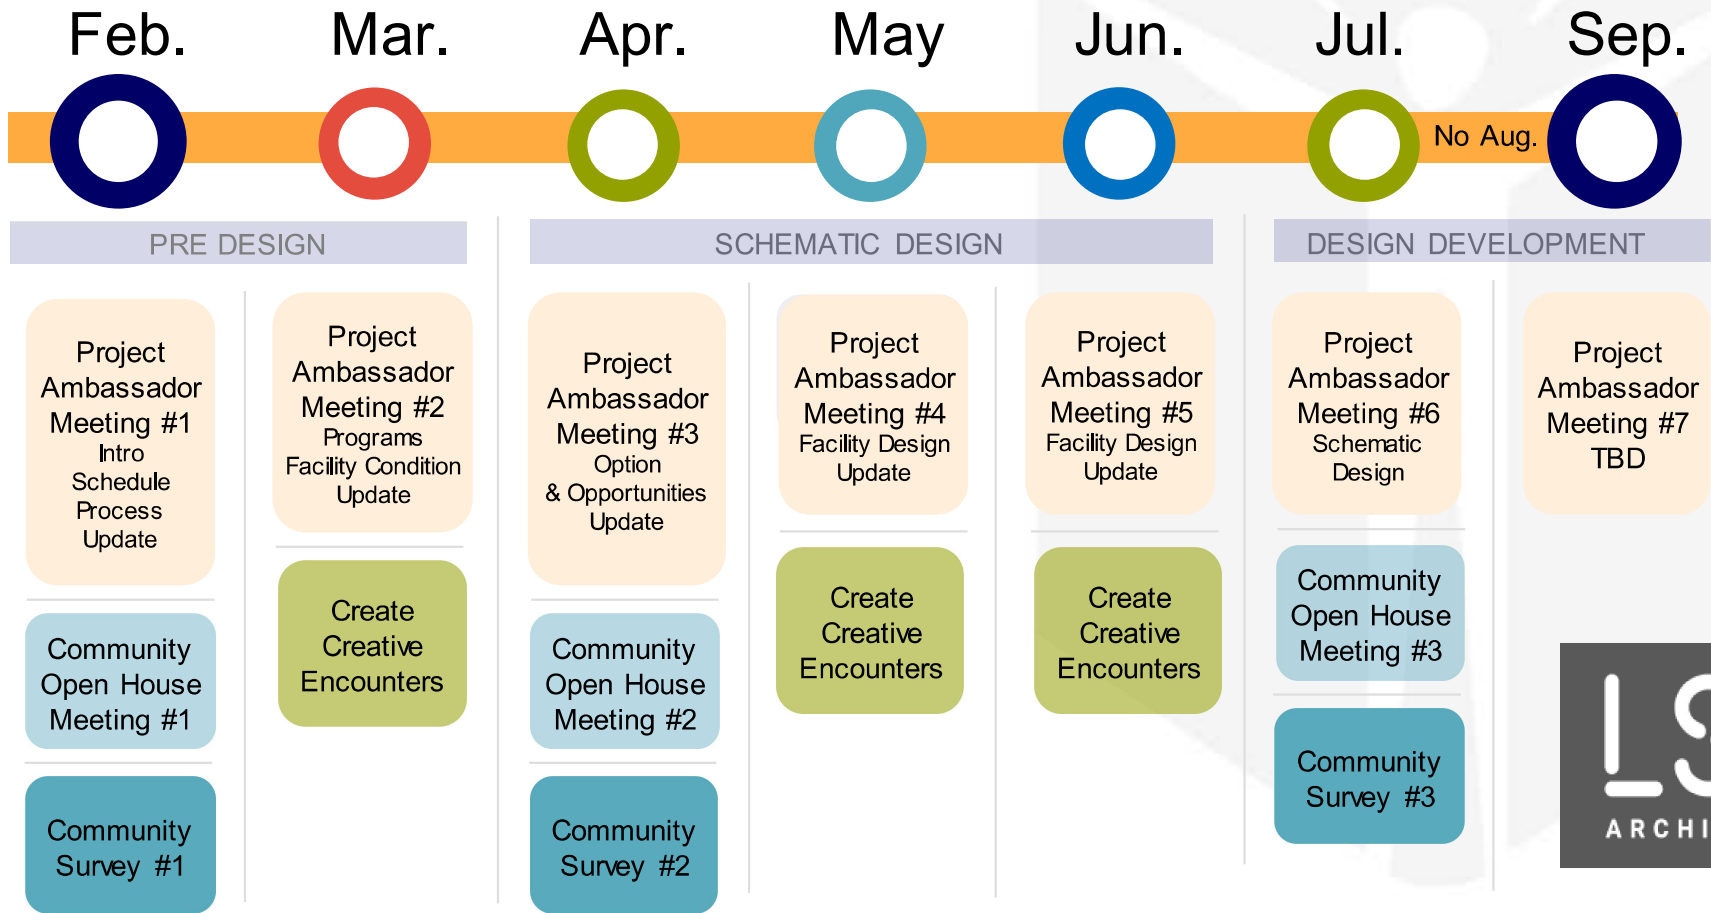 Feb.
Mar.
Apr.
May
Jun.
Jul.
Sep.
No Aug.
PRE DESIGN
SCHEMATIC DESIGN
DESIGN DEVELOPMENT
Project
Ambassador
Meeting #1
Intro
Schedule
Process
Update
Community
Open House
Meeting #1
Community
Survey #1
Project
Ambassador
Meeting #2
Programs
Facility Condition
Update
Create
Creative
Encounters
Project
Ambassador
Meeting #3
Option
& Opportunities
Update
Community
Open House
Meeting #2
Community
Survey #2
Project
Ambassador
Meeting #4
Facility Design
Update
Create
Creative
Encounters
Project
Ambassador
Meeting #5
Facility Design
Update
Create
Creative
Encounters
Project
Ambassador
Meeting #6
Schematic
Design
Community
Open House
Meeting #3
Community
Survey #3
Project
Ambassador
Meeting #7
TBD
LS
ARCHI